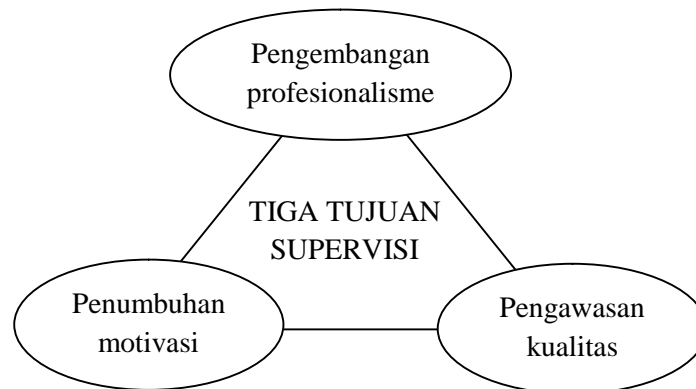 Pengembangan
profesionalisme
TIGA TUJUAN
SUPERVISI
Penumbuhan
motivasi
Pengawasan
kualitas